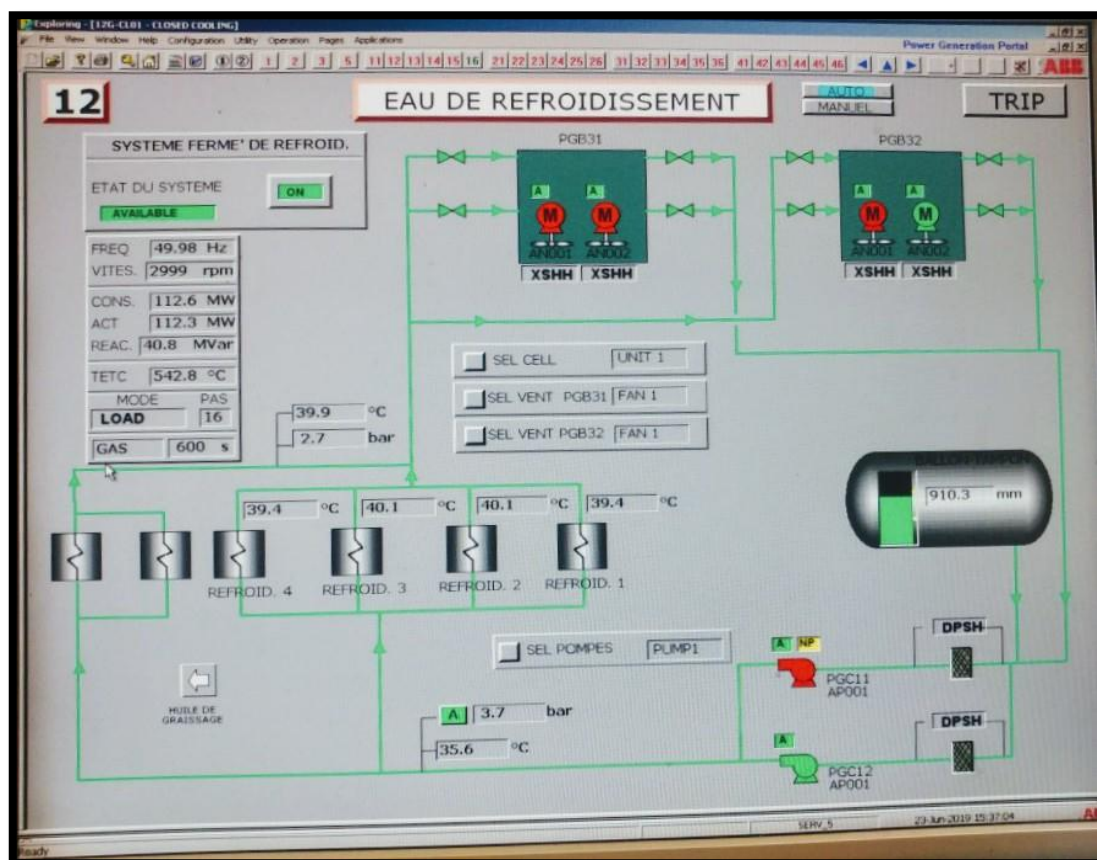 Exploring - [12G-CL01 - CLOSED COOLING]
File View Window Help Configuration Utility Operation Pages Applications
Power Generation Portal
1 2 3 5 11 12 13 14 15 16 21 22 23 24 25 26 31 32 33 34 35 36 41 42 43 44 45 46
ABB
12
EAU DE REFROIDISSEMENT
AUTO
MANUEL
TRIP
SYSTEME FERME' DE REFROID.
ETAT DU SYSTEME
ON
AVAILABLE
PGB31
PGB32
A A
A A
M M
M M
AN001 AN002
AN001 AN002
XSHH XSHH
XSHH XSHH
FREQ 49.98 Hz
VITES. 2999 rpm
CONS. 112.6 MW
ACT 112.3 MW
REAC. 40.8 MVar
TETC 542.8 °C
MODE PAS
LOAD 16
GAS 600 s
SEL CELL UNIT 1
SEL VENT PGB31 FAN 1
SEL VENT PGB32 FAN 1
39.9 °C
2.7 bar
BALLON TAMPON
910.3 mm
39.4 °C 40.1 °C 40.1 °C 39.4 °C
REFROID. 4 REFROID. 3 REFROID. 2 REFROID. 1
SEL POMPES PUMP1
HUILE DE
GRAISSAGE
A NP
DPSH
PGC11
AP001
A 3.7 bar
35.6 °C
A
DPSH
PGC12
AP001
SERV_5
23-Jun-2019 15:37:04
Ready